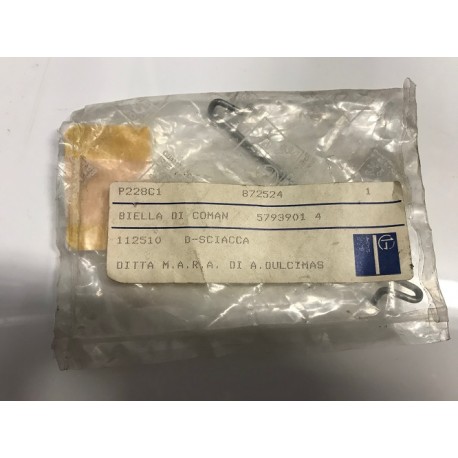 P228C1 872524 1
BIELLA DI COMAN 5793901 4
112510 D-SCIACCA
DITTA M.A.R.A. DI A.DULCIMAS